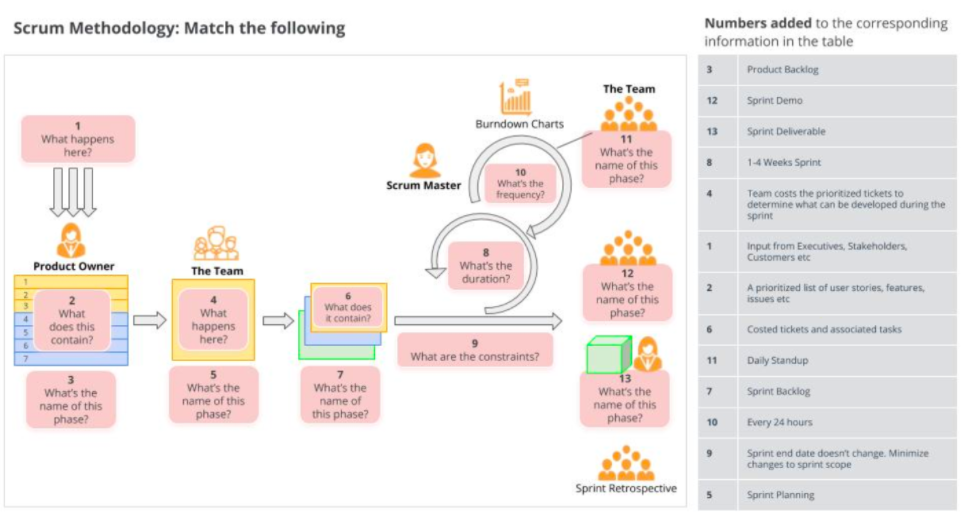 Scrum Methodology: Match the following
1
What happens
here?
Product Owner
1
2
3
4
5
6
7
2
What
does this
contain?
3
What's the
name of this
phase?
The Team
4
What
happens
here?
5
What's the
name of this
phase?
6
What does
it contain?
7
What's the
name of
this phase?
Scrum Master
Burndown Charts
10
What's the
frequency?
8
What's the
duration?
9
What are the constraints?
The Team
11
What's the
name of this
phase?
12
What's the
name of this
phase?
13
What's the
name of this
phase?
Sprint Retrospective
Numbers added to the corresponding
information in the table
3 Product Backlog
12 Sprint Demo
13 Sprint Deliverable
8 1-4 Weeks Sprint
4 Team costs the prioritized tickets to
determine what can be developed during the
sprint
1 Input from Executives, Stakeholders,
Customers etc
2 A prioritized list of user stories, features,
issues etc
6 Costed tickets and associated tasks
11 Daily Standup
7 Sprint Backlog
10 Every 24 hours
9 Sprint end date doesn't change. Minimize
changes to sprint scope
5 Sprint Planning